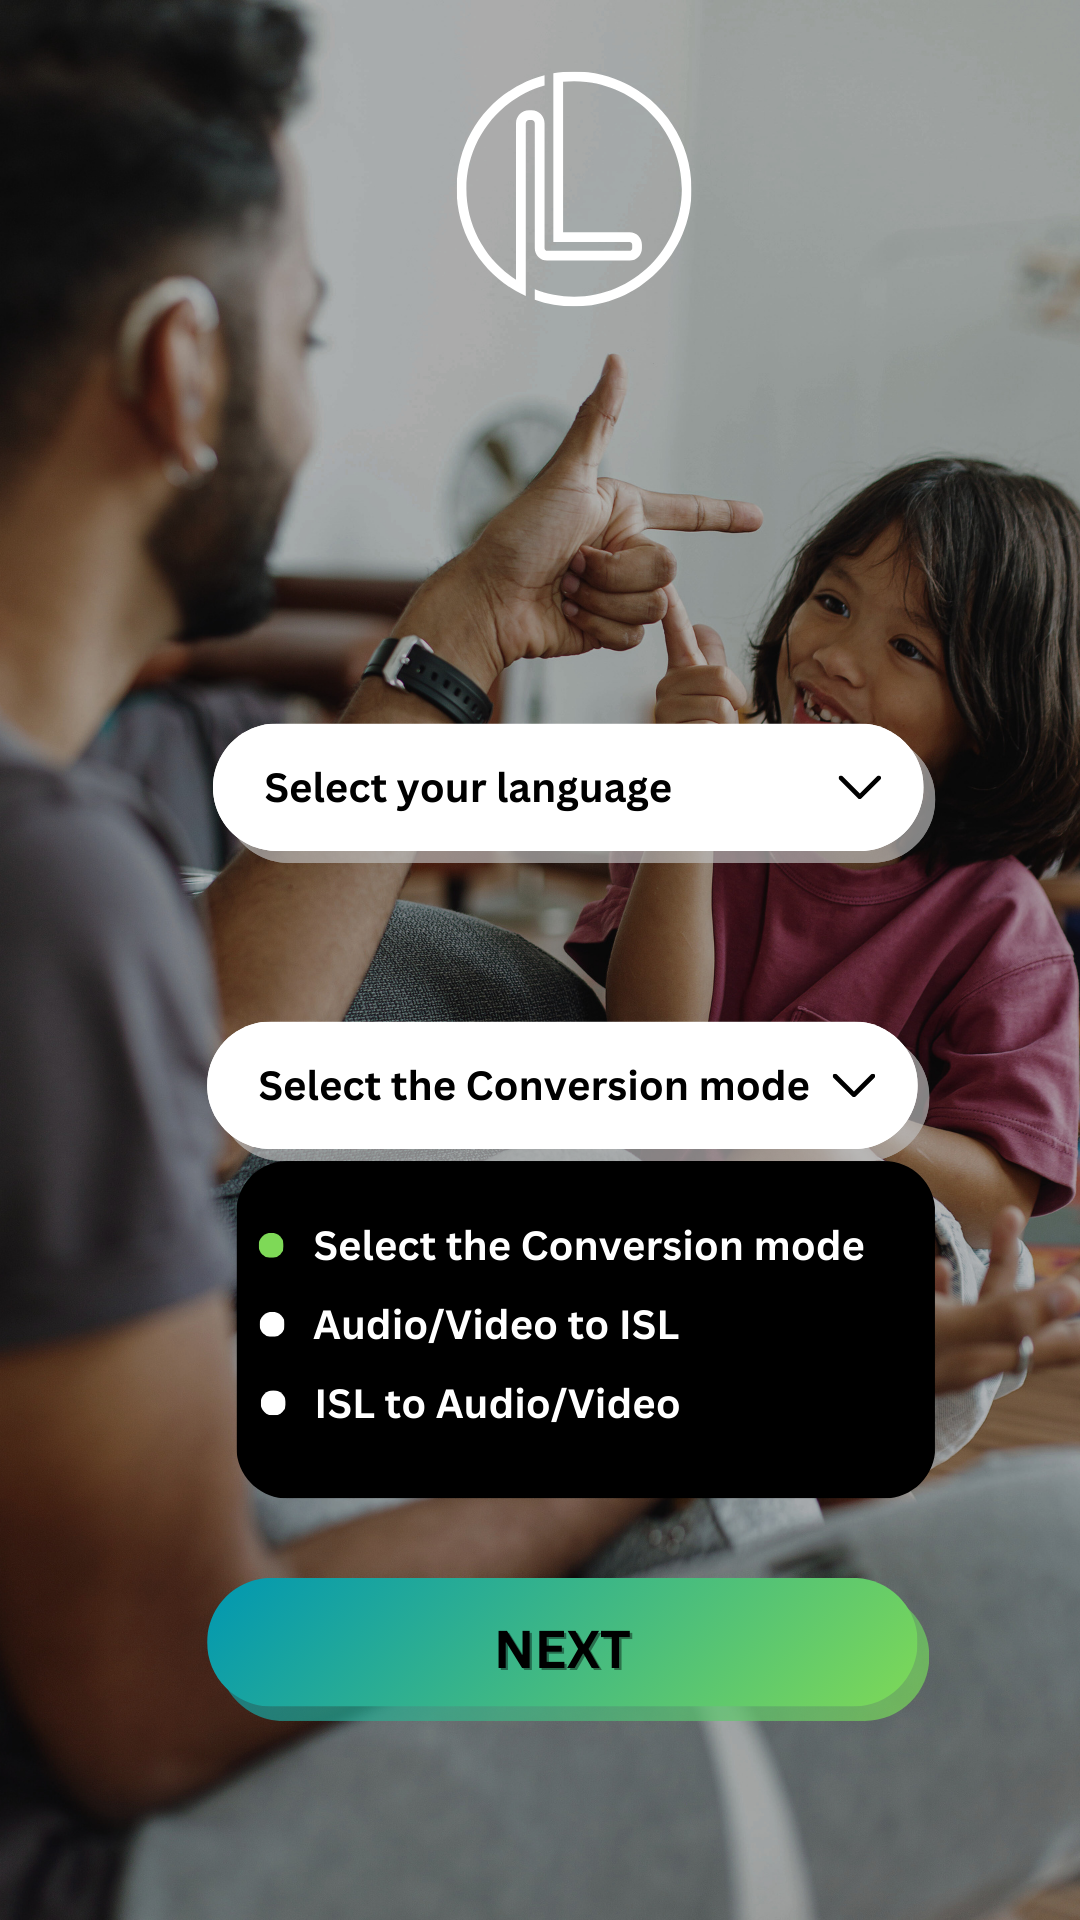 Select your language
Select the Conversion mode
Select the Conversion mode
Audio/Video to ISL
ISL to Audio/Video
NEXT